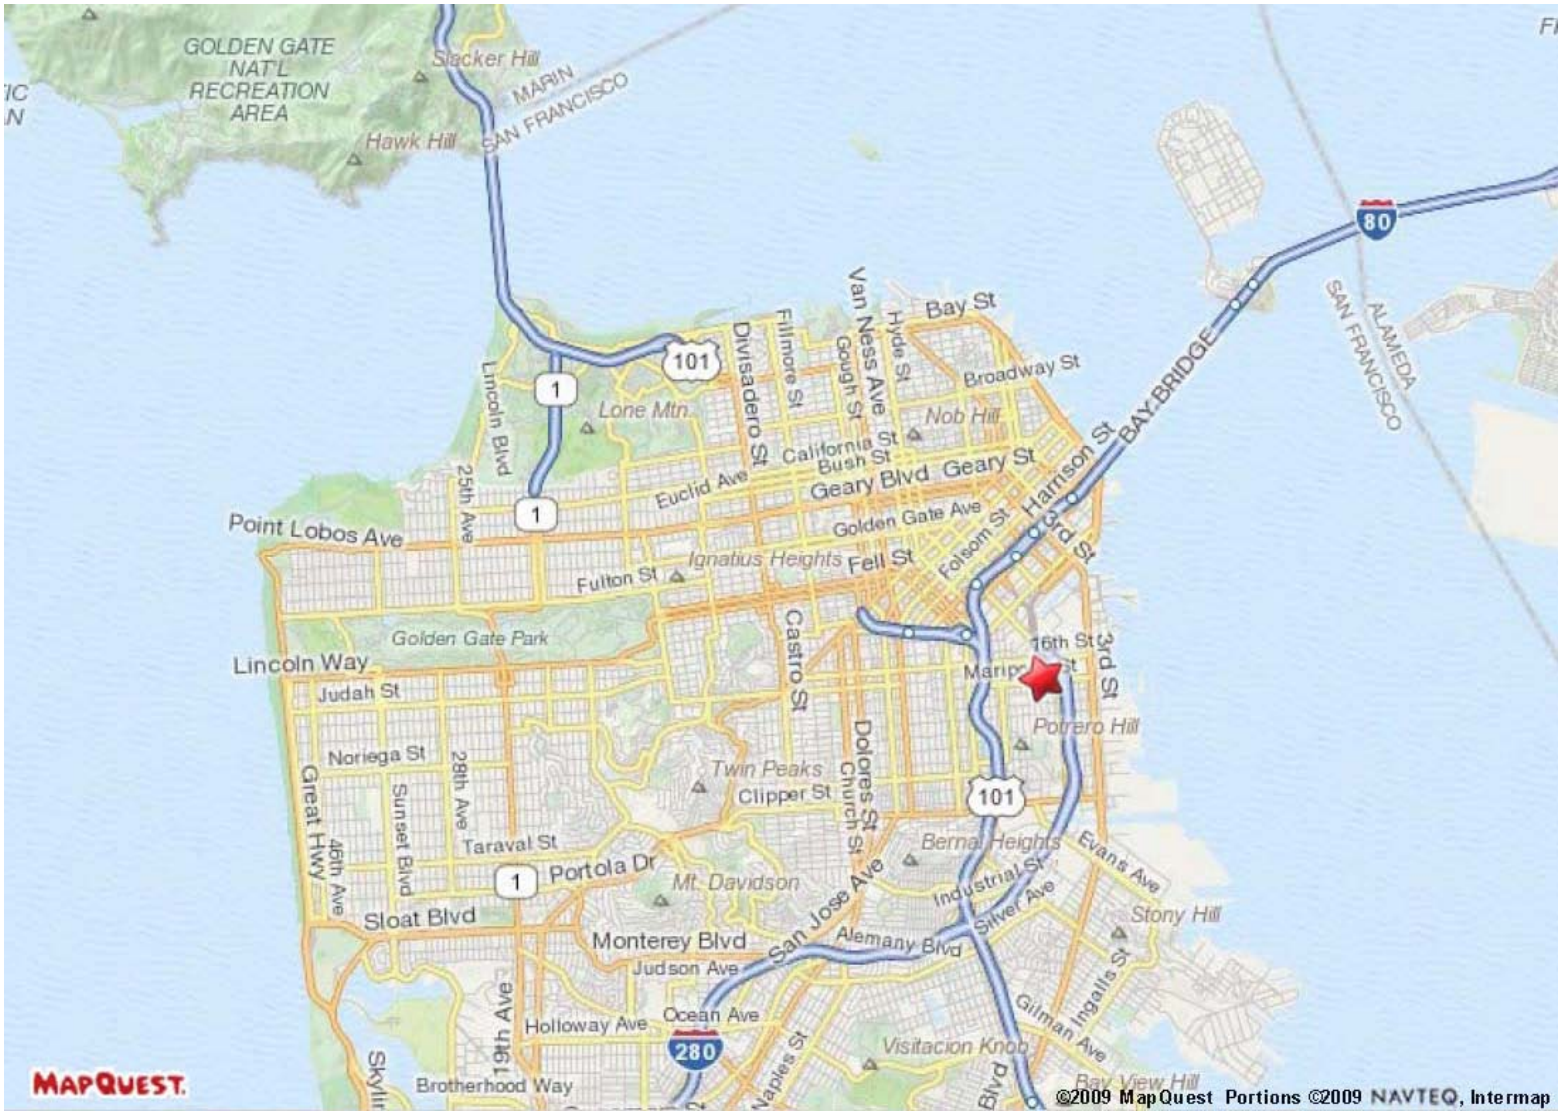 GOLDEN GATE
NAT'L
RECREATION
AREA
Slacker Hill
MARIN
SAN FRANCISCO
Hawk Hill
IC
N
80
SAN FRANCISCO
ALAMEDA
BAY BRIDGE
101
1
Lincoln Blvd
Lone Mtn.
Divisadero St
Fillmore St
Gough St
Van Ness Ave
Hyde St
Bay St
Broadway St
Nob Hill
California St
Bush St
Geary Blvd
Geary St
Euclid Ave
Harrison St
25th Ave
1
Golden Gate Ave
Folsom St
3rd St
Point Lobos Ave
Ignatius Heights
Fell St
Fulton St
Golden Gate Park
Castro St
16th St
3rd St
Lincoln Way
Judah St
St
Potrero Hill
Noriega St
28th Ave
Twin Peaks
Dolores St
Church St
Clipper St
101
Great Hwy
Sunset Blvd
46th Ave
Taraval St
Portola Dr
1
Bernal Heights
Evans Ave
Mt. Davidson
Industrial St
Silver Ave
San Jose Ave
Stony Hill
Sloat Blvd
Monterey Blvd
Alemany Blvd
Judson Ave
Ingalls St
19th Ave
Holloway Ave
Ocean Ave
Gilman Ave
280
Naples St
Visitacion Knob
Brotherhood Way
Blvd
Bay View Hill
MAPQUEST.
©2009 MapQuest Portions ©2009 NAVTEQ, Intermap